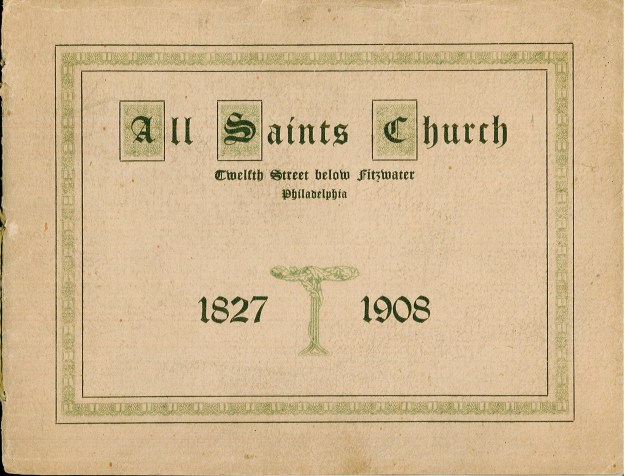 All Saints Church
Twelfth Street below Fitzwater
Philadelphia
1827 1908